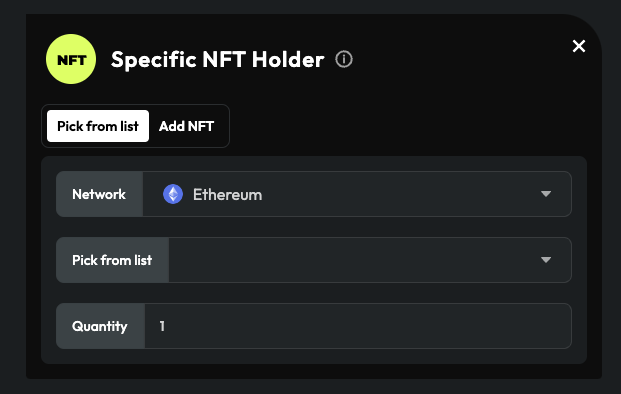 NFT Specific NFT Holder
Pick from list Add NFT
Network Ethereum
Pick from list
Quantity 1